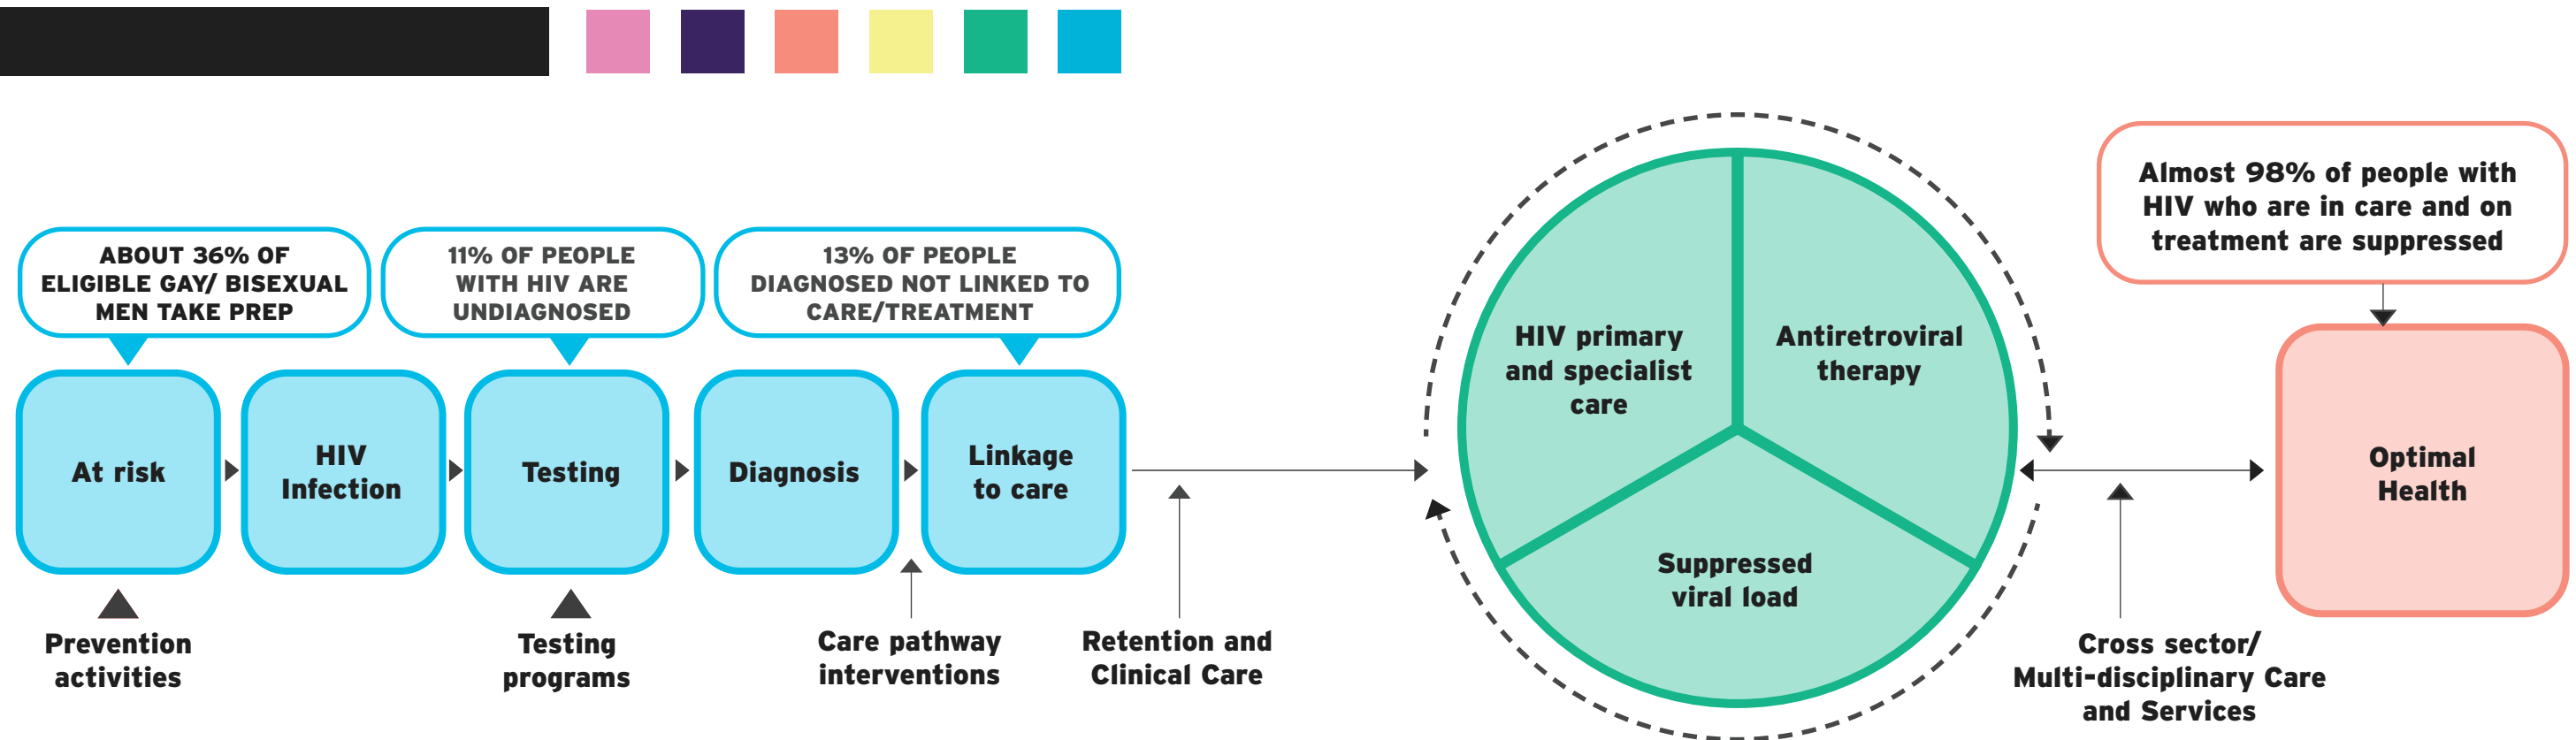 ABOUT 36% OF
ELIGIBLE GAY/ BISEXUAL
MEN TAKE PREP
11% OF PEOPLE
WITH HIV ARE
UNDIAGNOSED
13% OF PEOPLE
DIAGNOSED NOT LINKED TO
CARE/TREATMENT
Almost 98% of people with
HIV who are in care and on
treatment are suppressed
At risk
HIV
Infection
Testing
Diagnosis
Linkage
to care
HIV primary
and specialist
care
Antiretroviral
therapy
Suppressed
viral load
Optimal
Health
Prevention
activities
Testing
programs
Care pathway
interventions
Retention and
Clinical Care
Cross sector/
Multi-disciplinary Care
and Services